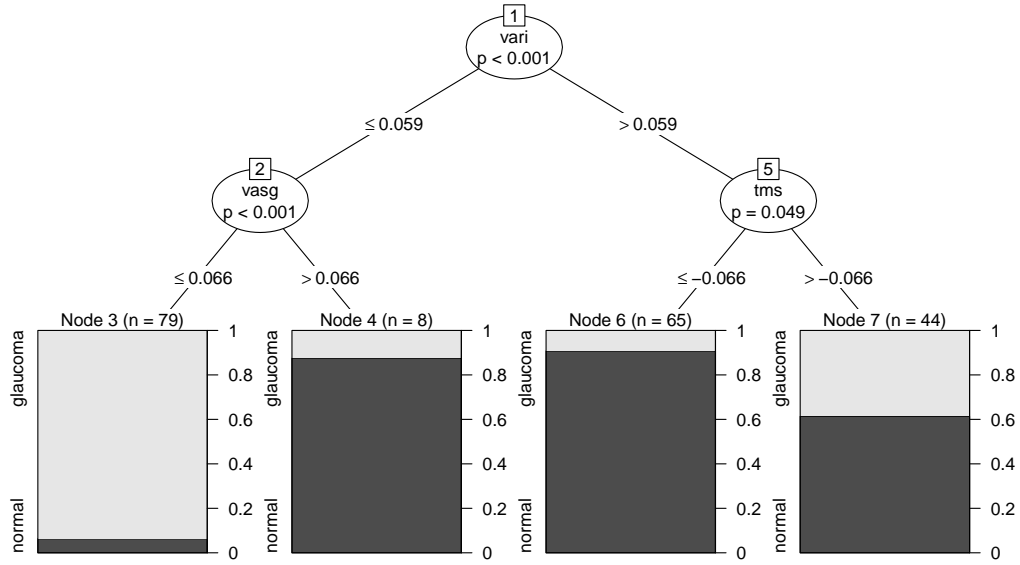 1
vari
p < 0.001
≤ 0.059
> 0.059
2
vasg
p < 0.001
5
tms
p = 0.049
≤ 0.066
> 0.066
≤ −0.066
> −0.066
Node 3 (n = 79)
glaucoma
normal
1
0.8
0.6
0.4
0.2
0
Node 4 (n = 8)
glaucoma
normal
1
0.8
0.6
0.4
0.2
0
Node 6 (n = 65)
glaucoma
normal
1
0.8
0.6
0.4
0.2
0
Node 7 (n = 44)
glaucoma
normal
1
0.8
0.6
0.4
0.2
0